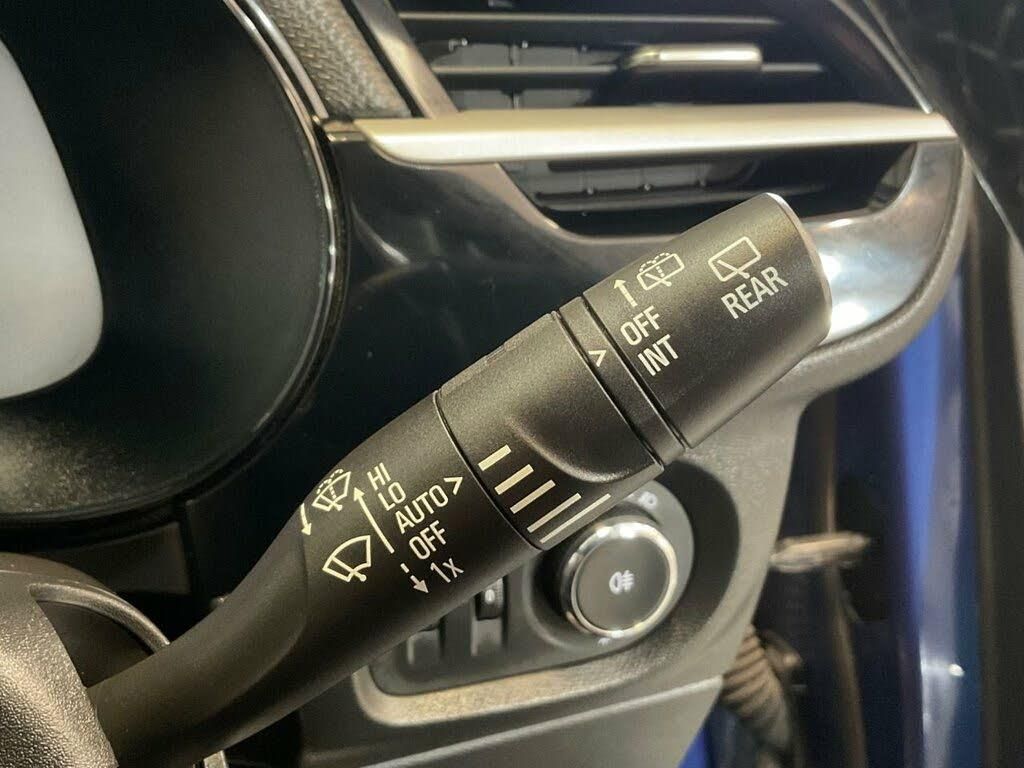 REAR
OFF
INT
HI
LO
AUTO
OFF
1x